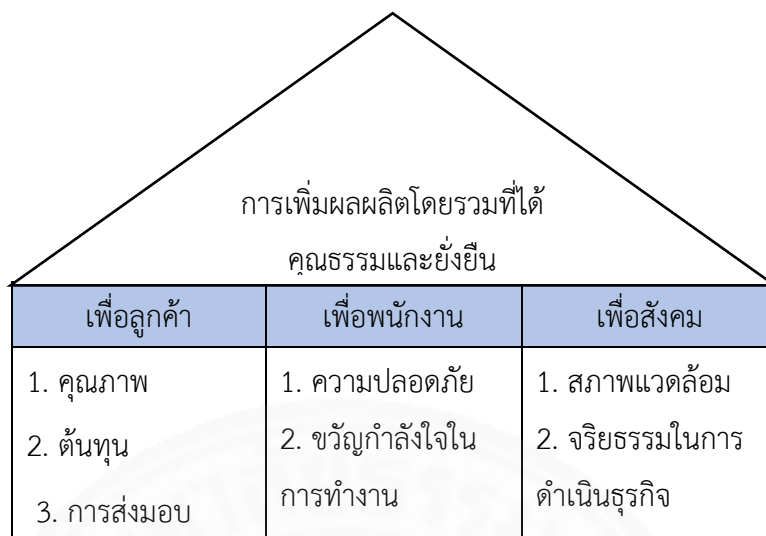 การเพิ่มผลผลิตโดยรวมที่ได้
คุณธรรมและยั่งยืน
เพื่อลูกค้า
1. คุณภาพ
2. ต้นทุน
3. การส่งมอบ
เพื่อพนักงาน
1. ความปลอดภัย
2. ขวัญกำลังใจใน
การทำงาน
เพื่อสังคม
1. สภาพแวดล้อม
2. จริยธรรมในการ
ดำเนินธุรกิจ